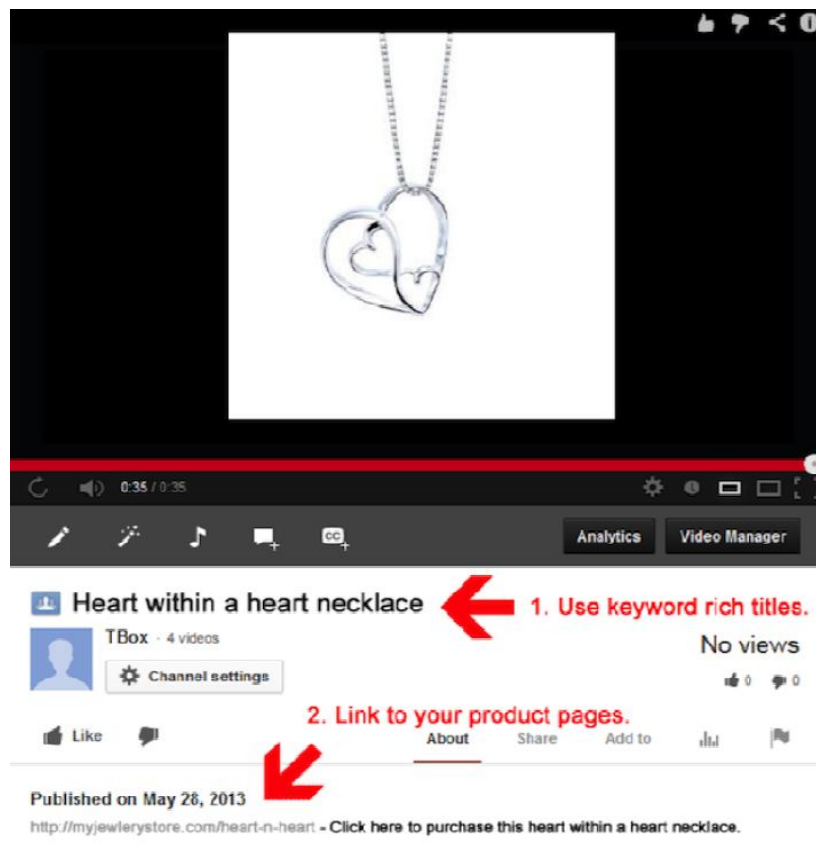 0:35 / 0:35
CC
Analytics Video Manager
Heart within a heart necklace
1. Use keyword rich titles.
TBox · 4 videos
No views
Channel settings
0 0
2. Link to your product pages.
Like
About Share Add to
Published on May 28, 2013
http://myjewlerystore.com/heart-n-heart - Click here to purchase this heart within a heart necklace.